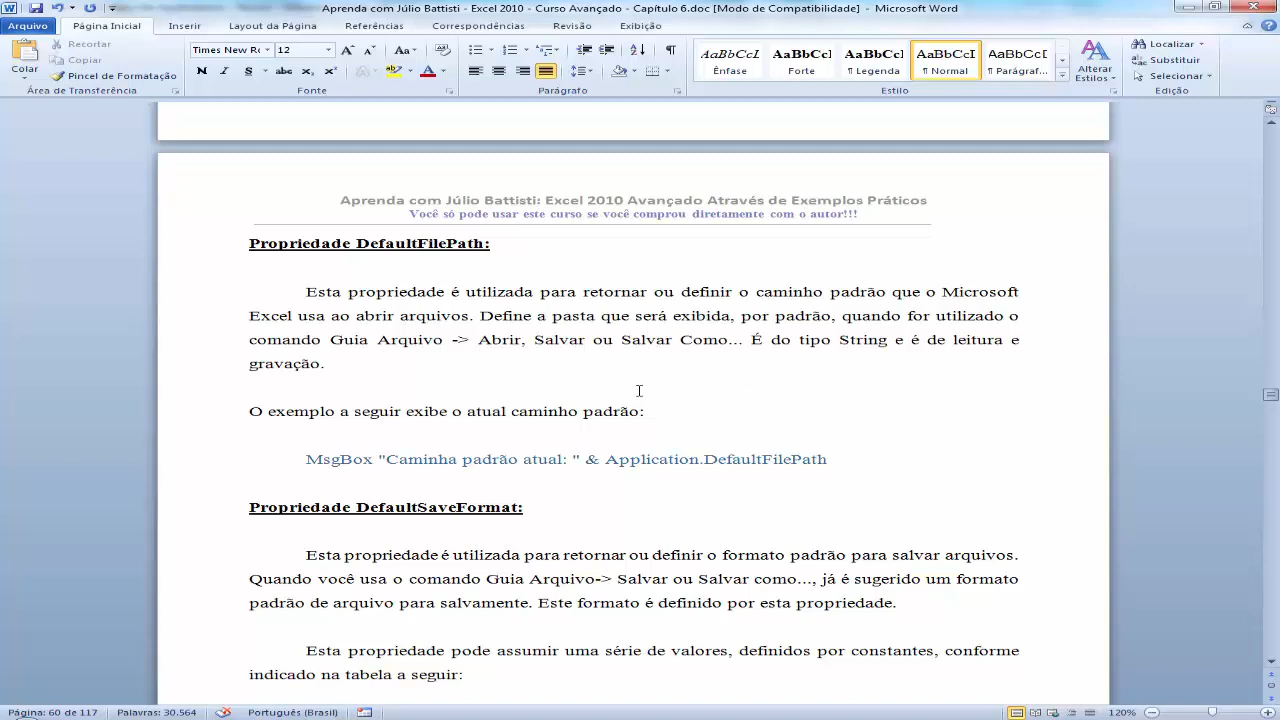 Aprenda com Júlio Battisti - Excel 2010 - Curso Avançado - Capítulo 6.doc [Modo de Compatibilidade] - Microsoft Word
Arquivo Página Inicial Inserir Layout da Página Referências Correspondências Revisão Exibição
Colar
Recortar
Copiar
Pincel de Formatação
Área de Transferência
Times New Ro 12
N I S abc x₂ x²
Fonte
Parágrafo
AaBbCcI AaBbCcI AaBbCcI AaBbCcI AaBbCcI
Ênfase Forte ¶ Legenda ¶ Normal ¶ Parágraf...
Alterar
Estilos
Estilo
Localizar
Substituir
Selecionar
Edição
Aprenda com Júlio Battisti: Excel 2010 Avançado Através de Exemplos Práticos
Você só pode usar este curso se você comprou diretamente com o autor!!!
Propriedade DefaultFilePath:
Esta propriedade é utilizada para retornar ou definir o caminho padrão que o Microsoft
Excel usa ao abrir arquivos. Define a pasta que será exibida, por padrão, quando for utilizado o
comando Guia Arquivo -> Abrir, Salvar ou Salvar Como... É do tipo String e é de leitura e
gravação.
O exemplo a seguir exibe o atual caminho padrão:
MsgBox "Caminha padrão atual: " & Application.DefaultFilePath
Propriedade DefaultSaveFormat:
Esta propriedade é utilizada para retornar ou definir o formato padrão para salvar arquivos.
Quando você usa o comando Guia Arquivo-> Salvar ou Salvar como..., já é sugerido um formato
padrão de arquivo para salvamente. Este formato é definido por esta propriedade.
Esta propriedade pode assumir uma série de valores, definidos por constantes, conforme
indicado na tabela a seguir:
Página: 60 de 117 Palavras: 30.564 Português (Brasil) 120%